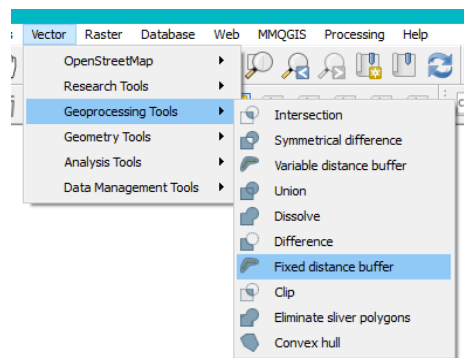 Vector Raster Database Web MMQGIS Processing Help
OpenStreetMap
Research Tools
Geoprocessing Tools
Geometry Tools
Analysis Tools
Data Management Tools
Intersection
Symmetrical difference
Variable distance buffer
Union
Dissolve
Difference
Fixed distance buffer
Clip
Eliminate sliver polygons
Convex hull